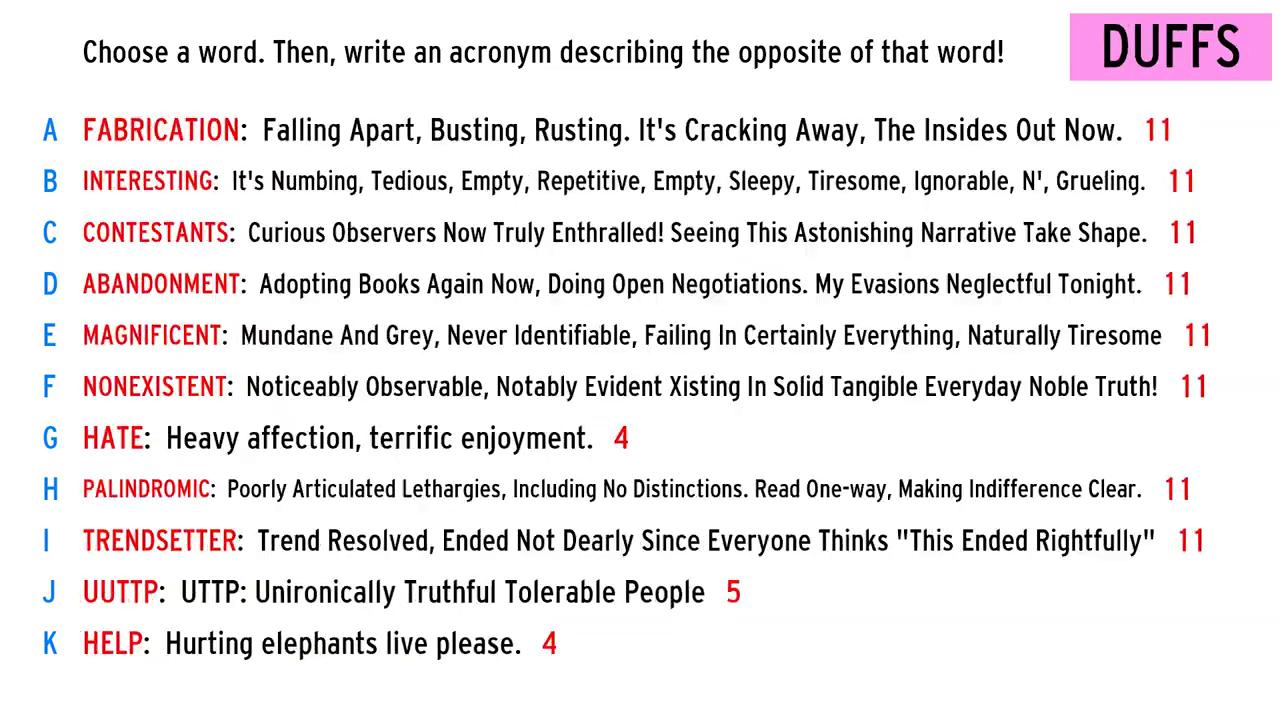 Choose a word. Then, write an acronym describing the opposite of that word!
DUFFS
A FABRICATION: Falling Apart, Busting, Rusting. It's Cracking Away, The Insides Out Now. 11
B INTERESTING: It's Numbing, Tedious, Empty, Repetitive, Empty, Sleepy, Tiresome, Ignorable, N', Grueling. 11
C CONTESTANTS: Curious Observers Now Truly Enthralled! Seeing This Astonishing Narrative Take Shape. 11
D ABANDONMENT: Adopting Books Again Now, Doing Open Negotiations. My Evasions Neglectful Tonight. 11
E MAGNIFICENT: Mundane And Grey, Never Identifiable, Failing In Certainly Everything, Naturally Tiresome 11
F NONEXISTENT: Noticeably Observable, Notably Evident Xisting In Solid Tangible Everyday Noble Truth! 11
G HATE: Heavy affection, terrific enjoyment. 4
H PALINDROMIC: Poorly Articulated Lethargies, Including No Distinctions. Read One-way, Making Indifference Clear. 11
I TRENDSETTER: Trend Resolved, Ended Not Dearly Since Everyone Thinks "This Ended Rightfully" 11
J UUTTP: UTTP: Unironically Truthful Tolerable People 5
K HELP: Hurting elephants live please. 4